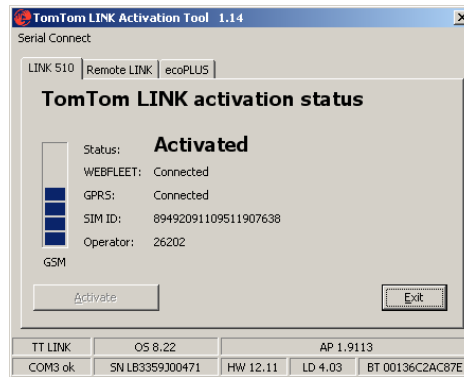 TomTom LINK Activation Tool 1.14
Serial Connect
LINK 510 Remote LINK ecoPLUS
TomTom LINK activation status
Status: Activated
WEBFLEET: Connected
GPRS: Connected
SIM ID: 89492091109511907638
Operator: 26202
GSM
Activate Exit
TT LINK OS 8.22 AP 1.9113
COM3 ok SN LB3359J00471 HW 12.11 LD 4.03 BT 00136C2AC87E